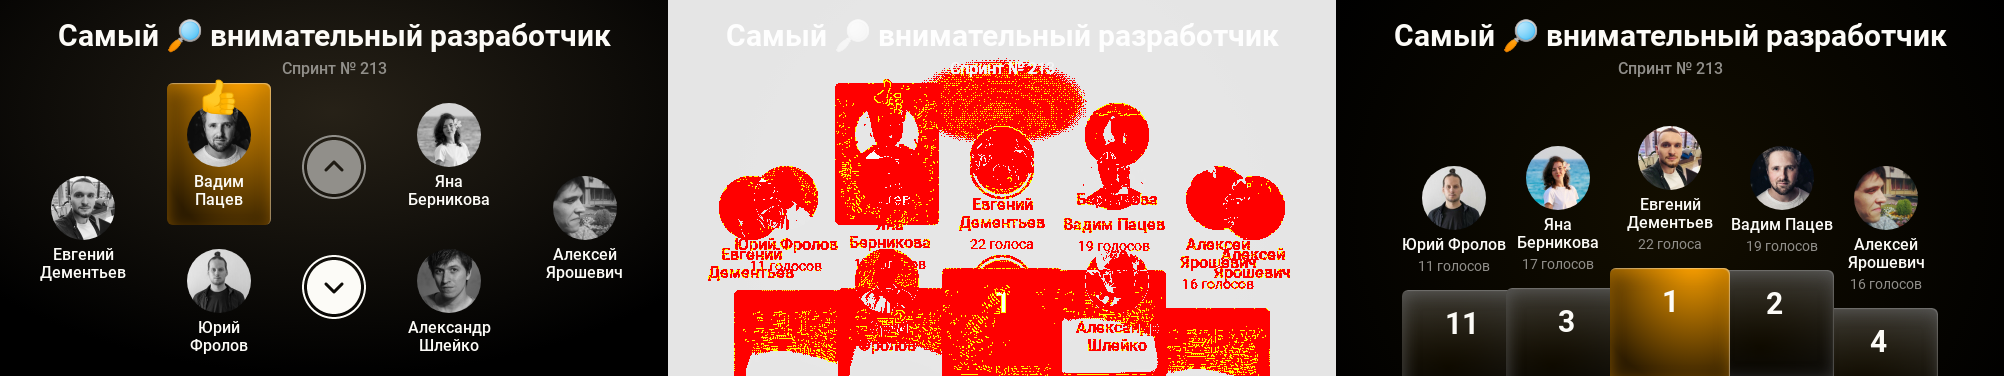 Самый 🔎 внимательный разработчик
Спринт № 213
Вадим
Пацев
Яна
Берникова
Евгений
Дементьев
Алексей
Ярошевич
Юрий
Фролов
Александр
Шлейко
Самый 🔎 внимательный разработчик
Спринт № 213
Евгений
Дементьев
22 голоса
Вадим Пацев
19 голосов
Юрий Фролов
11 голосов
Яна
Берникова
Евгений
Дементьев
Алексей
Ярошевич
Алексей
Ярошевич
16 голосов
1
Александр
Шлейко
Фролов
Самый 🔎 внимательный разработчик
Спринт № 213
Евгений
Дементьев
22 голоса
Вадим Пацев
19 голосов
Яна
Берникова
17 голосов
Юрий Фролов
11 голосов
Алексей
Ярошевич
16 голосов
11
3
1
2
4